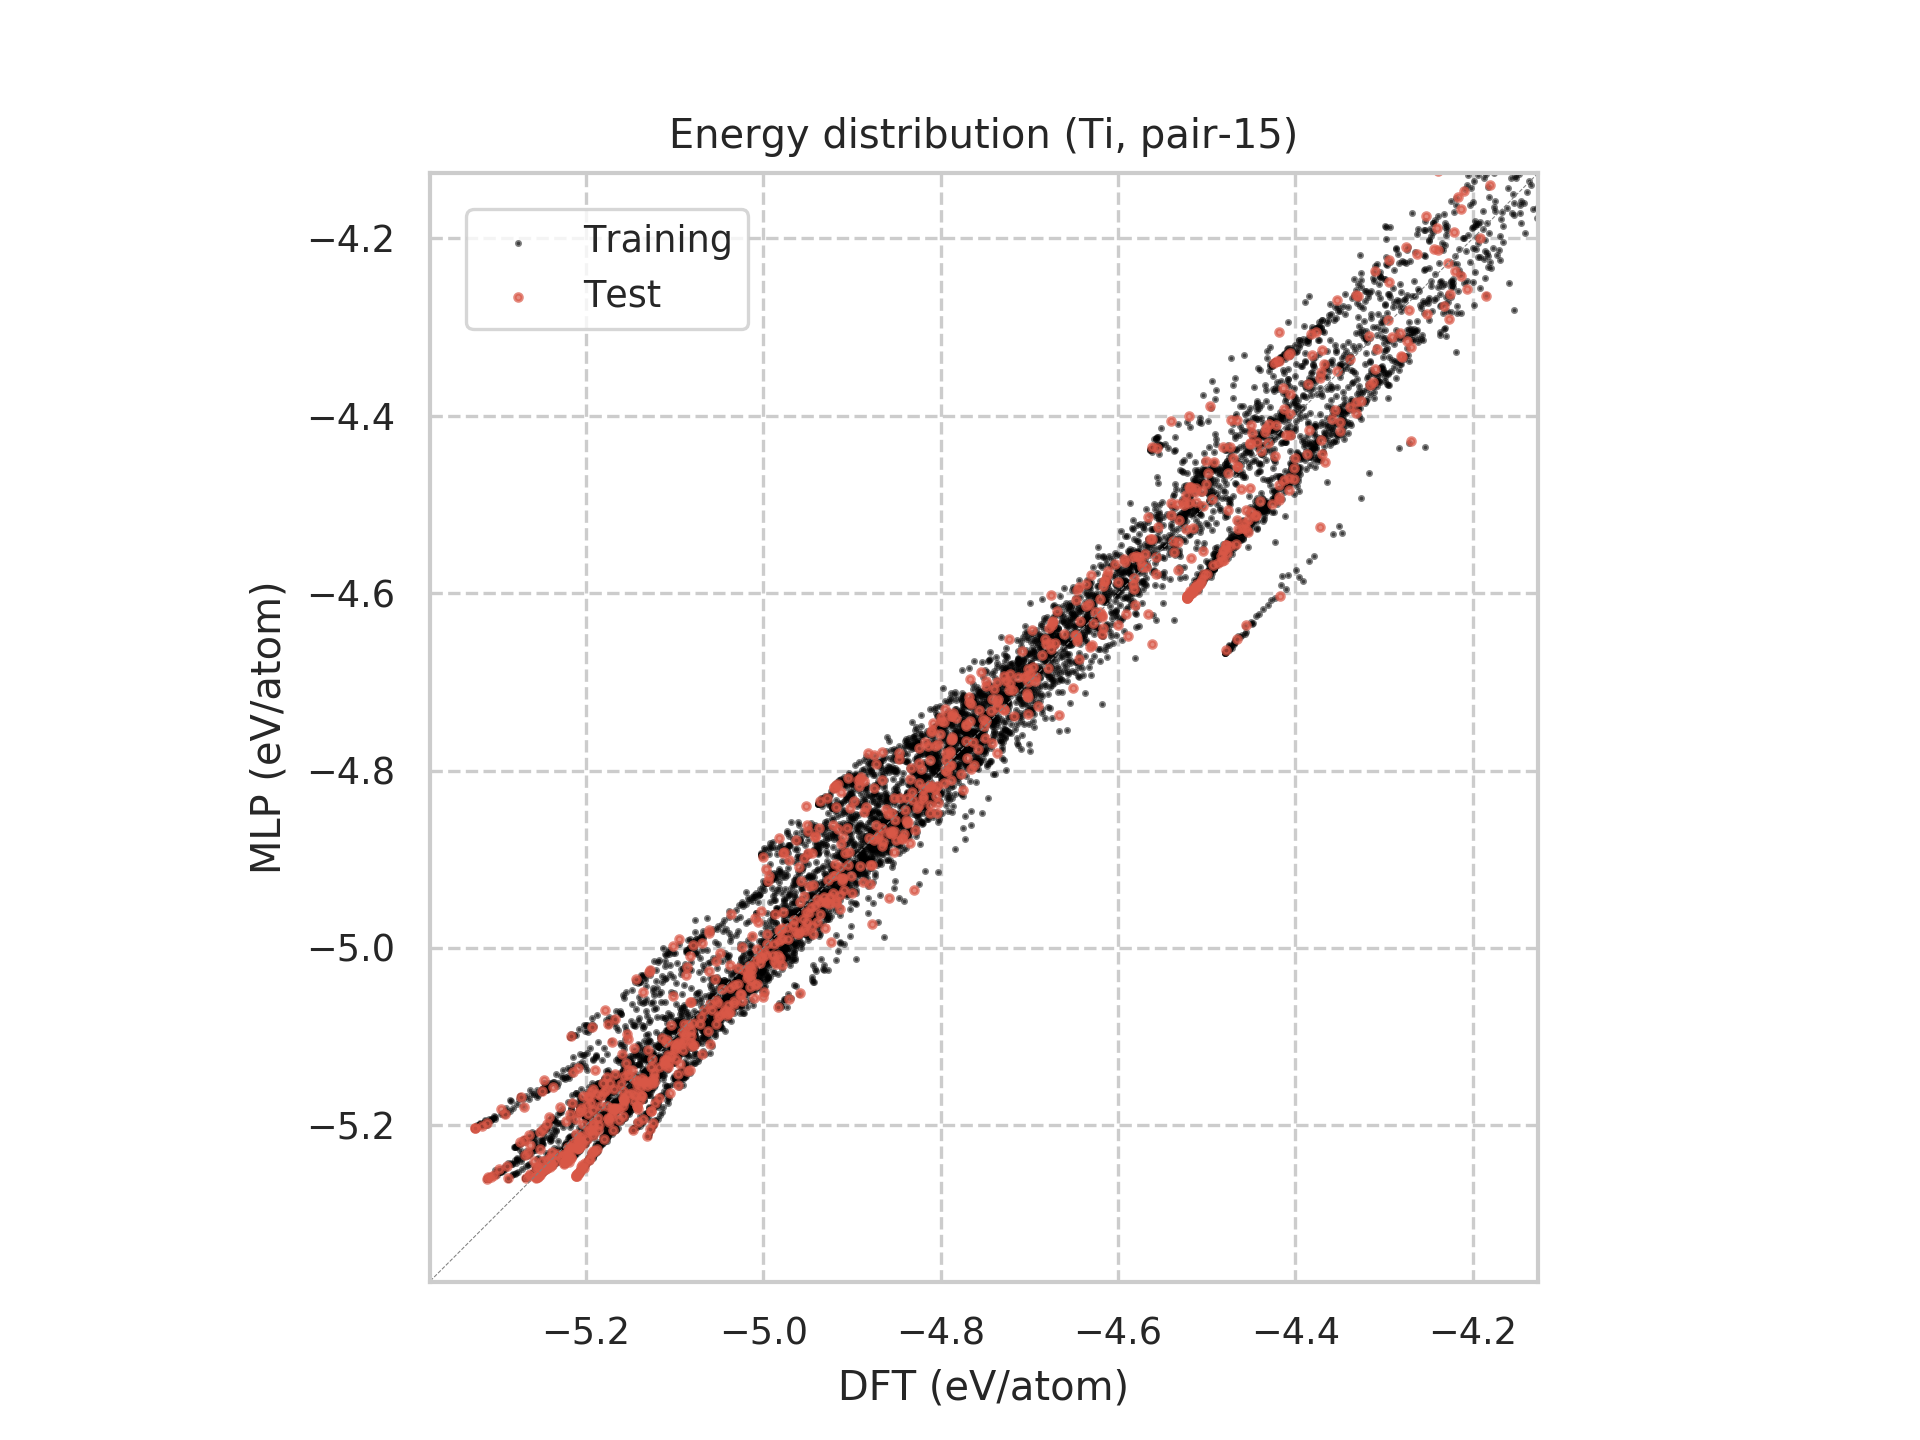 Energy distribution (Ti, pair-15)
Training
Test
−4.2
−4.4
−4.6
−4.8
−5.0
−5.2
MLP (eV/atom)
−5.2 −5.0 −4.8 −4.6 −4.4 −4.2
DFT (eV/atom)